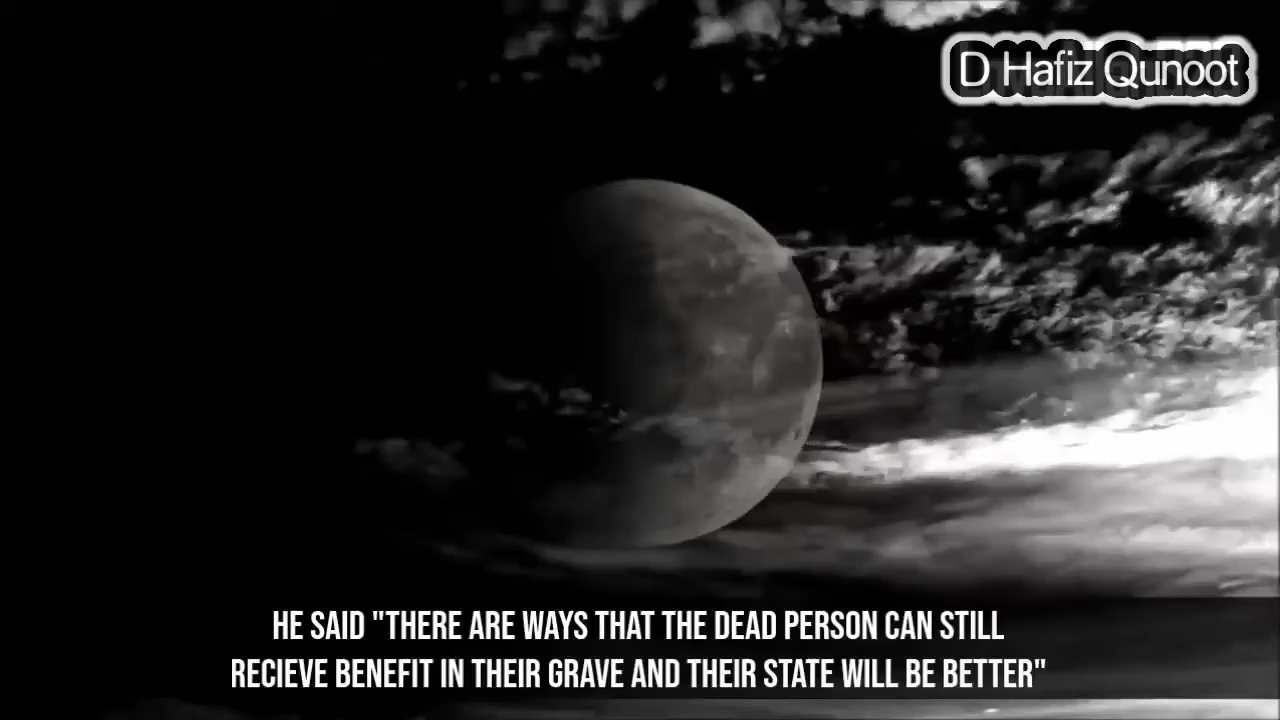 D Hafiz Qunoot
HE SAID "THERE ARE WAYS THAT THE DEAD PERSON CAN STILL
RECIEVE BENEFIT IN THEIR GRAVE AND THEIR STATE WILL BE BETTER"